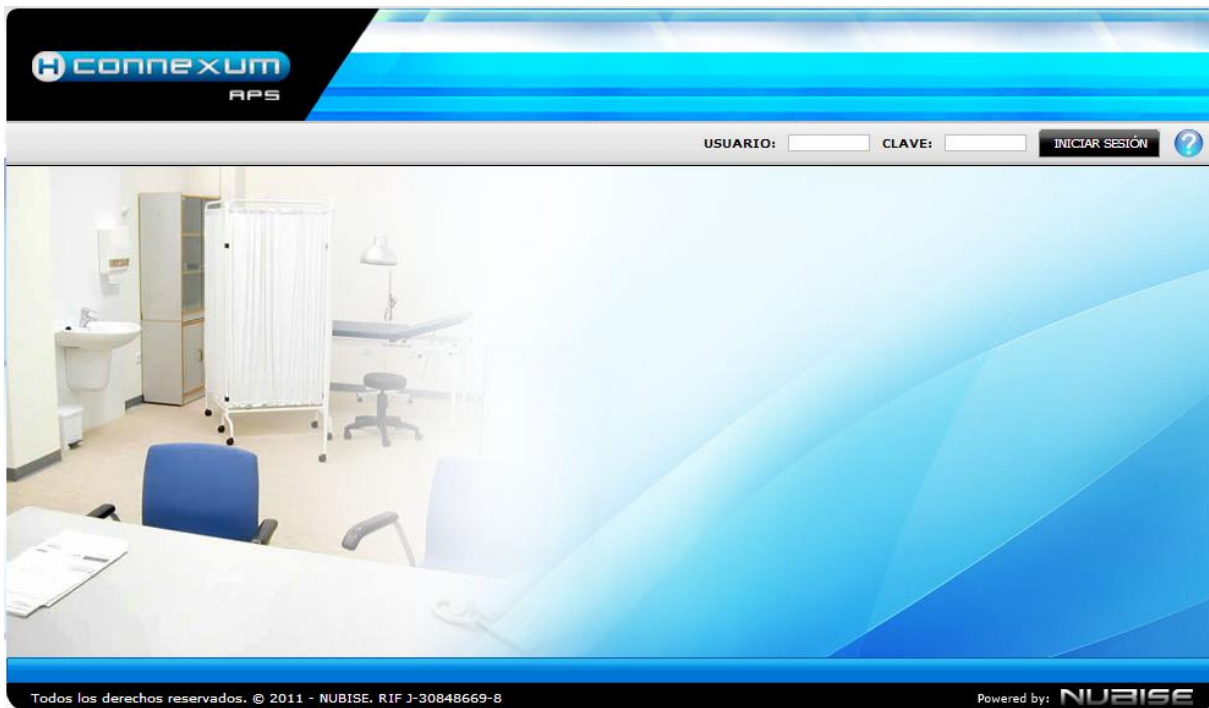 H connexum
APS
USUARIO: CLAVE: INICIAR SESIÓN ?
Todos los derechos reservados. © 2011 - NUBISE. RIF J-30848669-8
Powered by: NUBISE